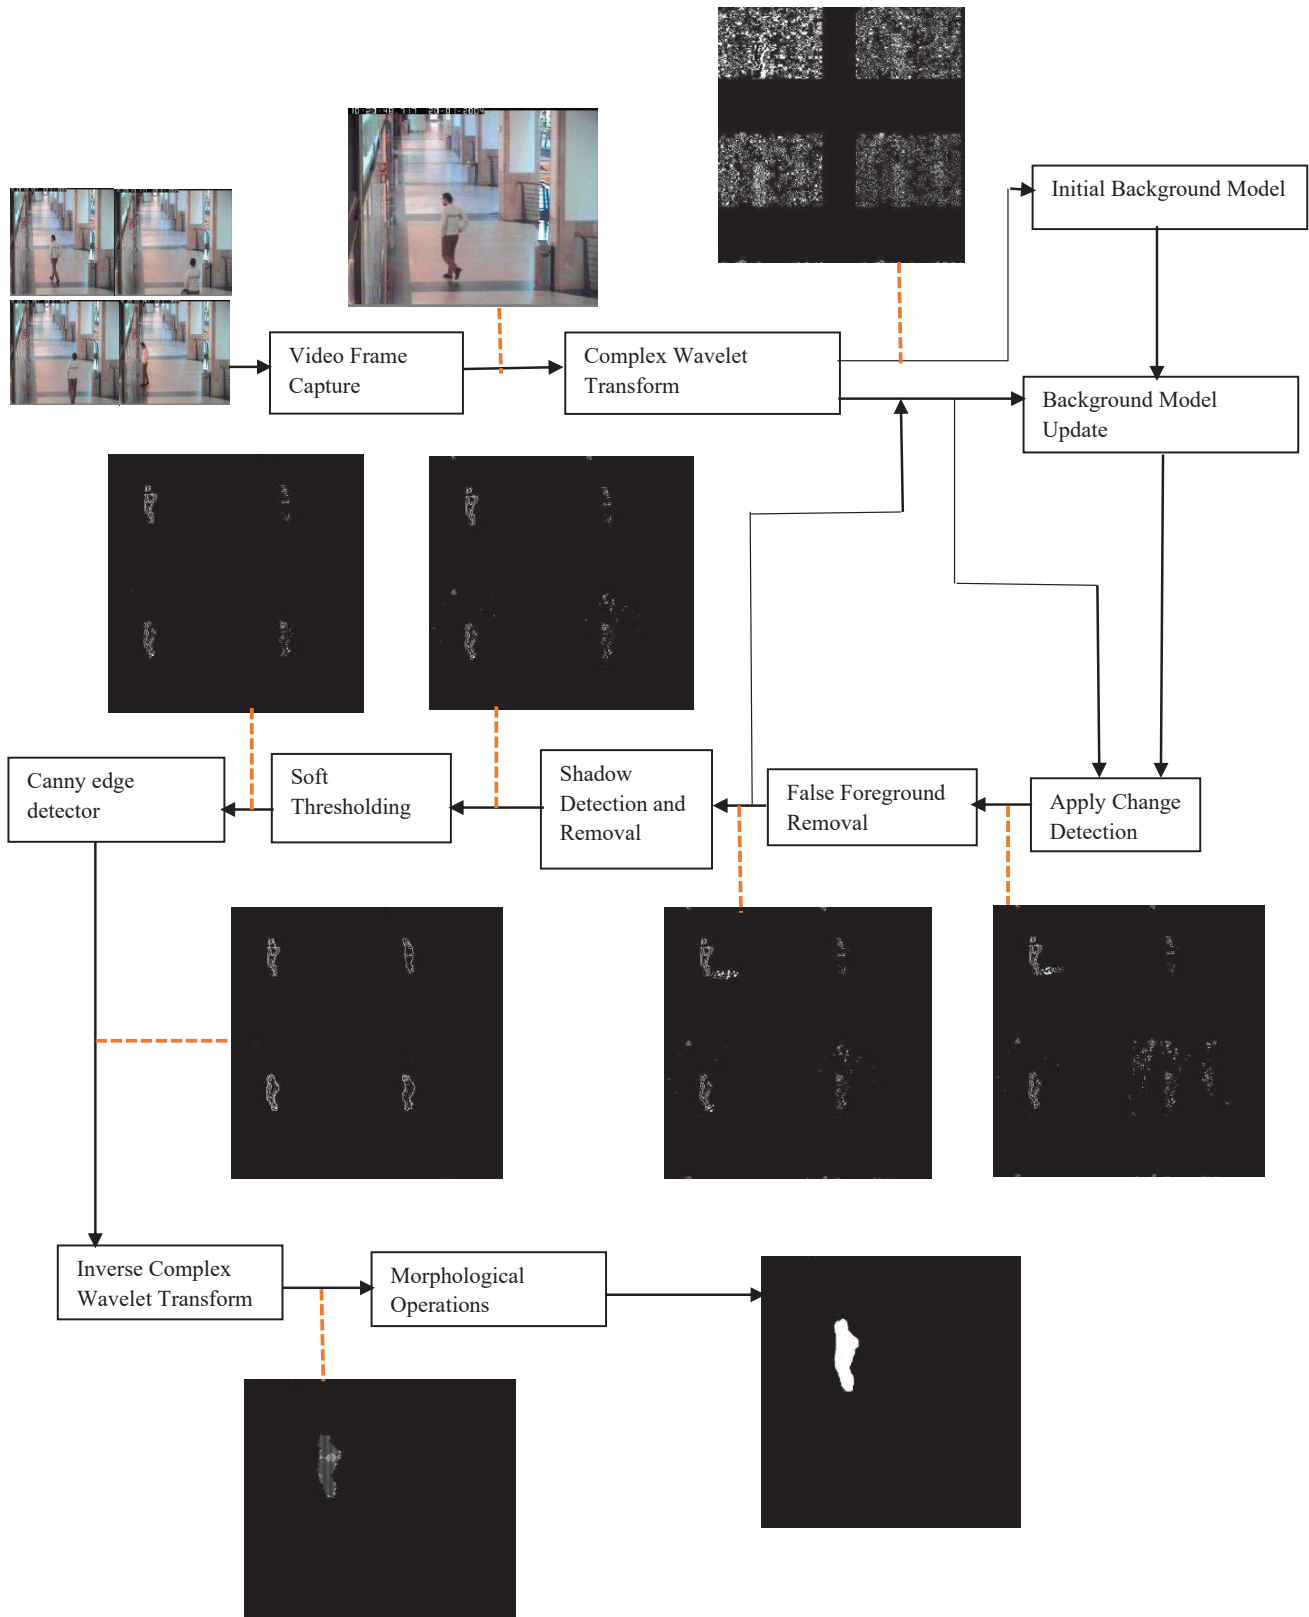 Initial Background Model
Video Frame
Capture
Complex Wavelet
Transform
Background Model
Update
Canny edge
detector
Soft
Thresholding
Shadow
Detection and
Removal
False Foreground
Removal
Apply Change
Detection
Inverse Complex
Wavelet Transform
Morphological
Operations